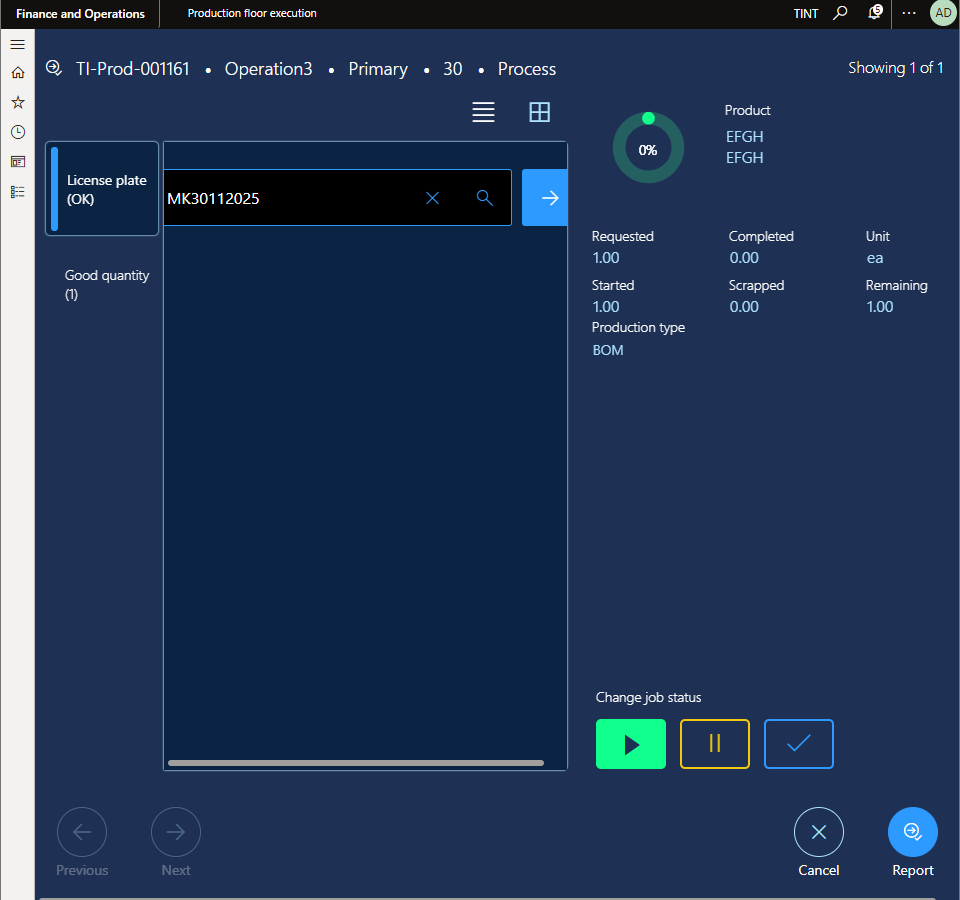 Finance and Operations
Production floor execution
TINT
5
AD
TI-Prod-001161 • Operation3 • Primary • 30 • Process
Showing 1 of 1
License plate
(OK)
MK30112025
Good quantity
(1)
0%
Product
EFGH
EFGH
Requested
Completed
Unit
1.00
0.00
ea
Started
Scrapped
Remaining
1.00
0.00
1.00
Production type
BOM
Change job status
Previous
Next
Cancel
Report